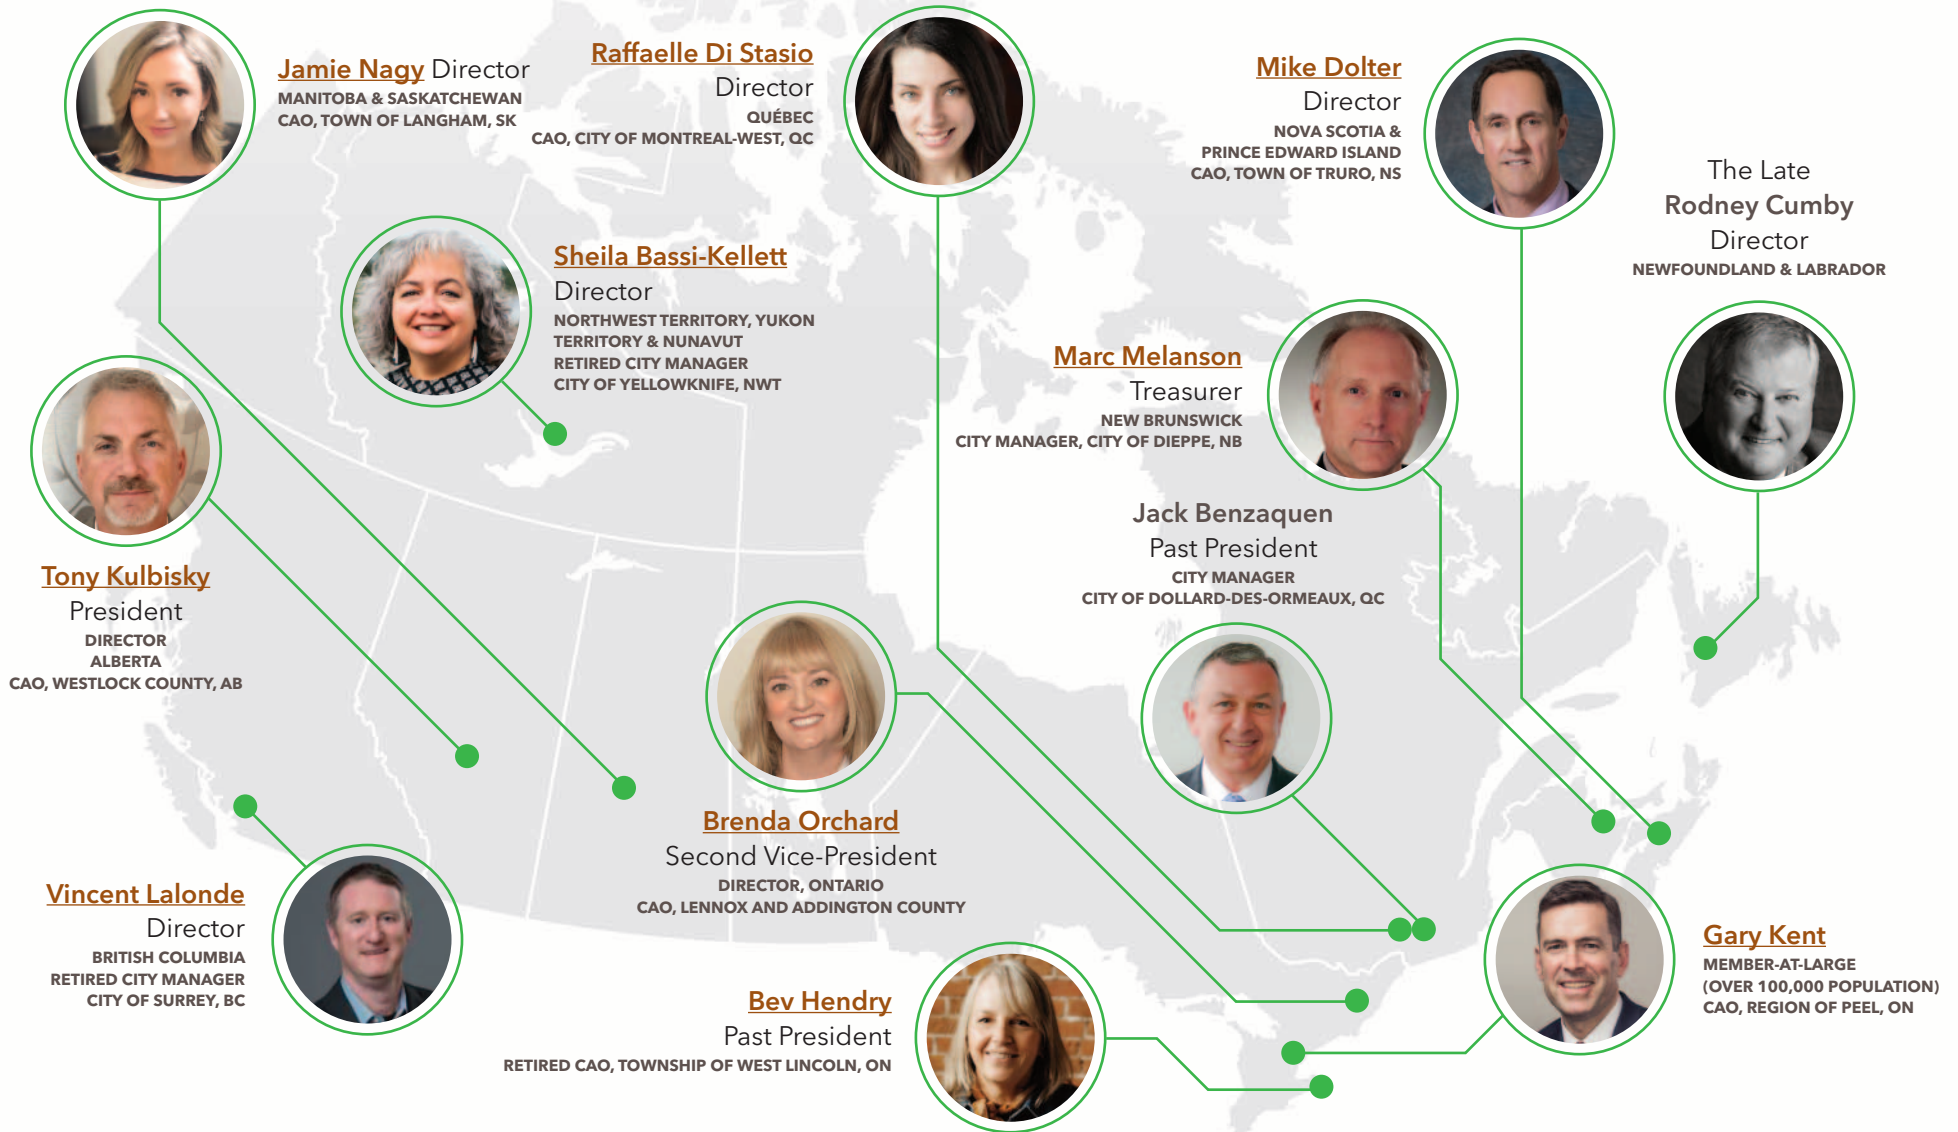 Jamie Nagy Director
MANITOBA & SASKATCHEWAN
CAO, TOWN OF LANGHAM, SK
Raffaelle Di Stasio
Director
QUÉBEC
CAO, CITY OF MONTREAL-WEST, QC
Mike Dolter
Director
NOVA SCOTIA &
PRINCE EDWARD ISLAND
CAO, TOWN OF TRURO, NS
The Late
Rodney Cumby
Director
NEWFOUNDLAND & LABRADOR
Sheila Bassi-Kellett
Director
NORTHWEST TERRITORY, YUKON
TERRITORY & NUNAVUT
RETIRED CITY MANAGER
CITY OF YELLOWKNIFE, NWT
Marc Melanson
Treasurer
NEW BRUNSWICK
CITY MANAGER, CITY OF DIEPPE, NB
Jack Benzaquen
Past President
CITY MANAGER
CITY OF DOLLARD-DES-ORMEAUX, QC
Tony Kulbisky
President
DIRECTOR
ALBERTA
CAO, WESTLOCK COUNTY, AB
Brenda Orchard
Second Vice-President
DIRECTOR, ONTARIO
CAO, LENNOX AND ADDINGTON COUNTY
Vincent Lalonde
Director
BRITISH COLUMBIA
RETIRED CITY MANAGER
CITY OF SURREY, BC
Bev Hendry
Past President
RETIRED CAO, TOWNSHIP OF WEST LINCOLN, ON
Gary Kent
MEMBER-AT-LARGE
(OVER 100,000 POPULATION)
CAO, REGION OF PEEL, ON